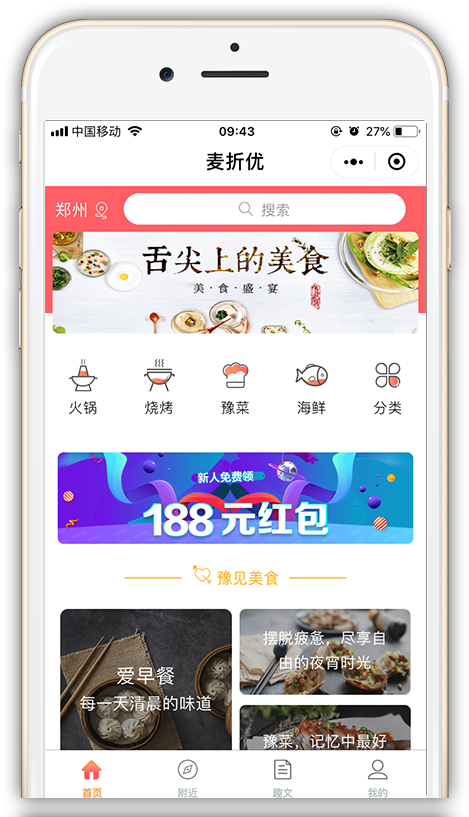 中国移动
09:43
27%
麦折优
郑州
搜索
舌尖上的美食
美·食·盛·宴
火锅
烧烤
豫菜
海鲜
分类
新人免费领
188元红包
豫见美食
爱早餐
每一天清晨的味道
摆脱疲惫，尽享自
由的夜宵时光
豫菜，记忆中最好
首页
附近
趣文
我的